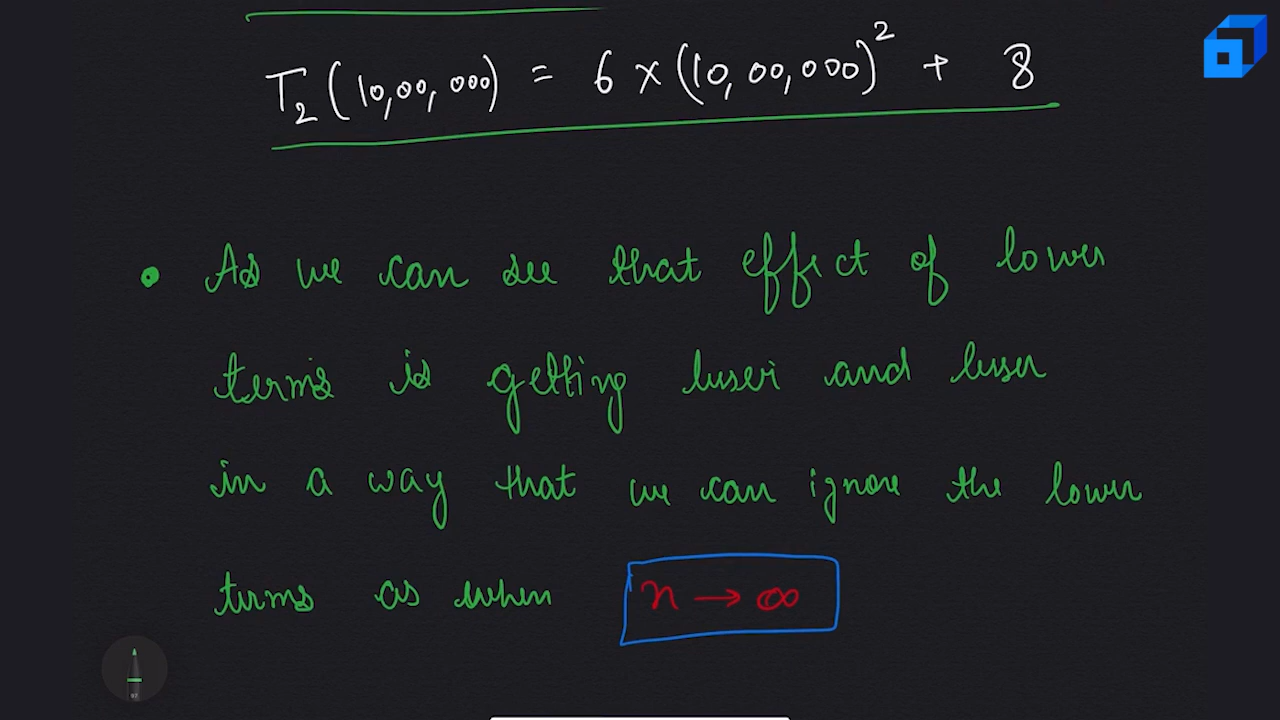 T₂(10,00,000) = 6 × (10,00,000)² + 8
• As we can see that effect of lower
terms is getting lesser and lesser
in a way that we can ignore the lower
terms as when n → ∞